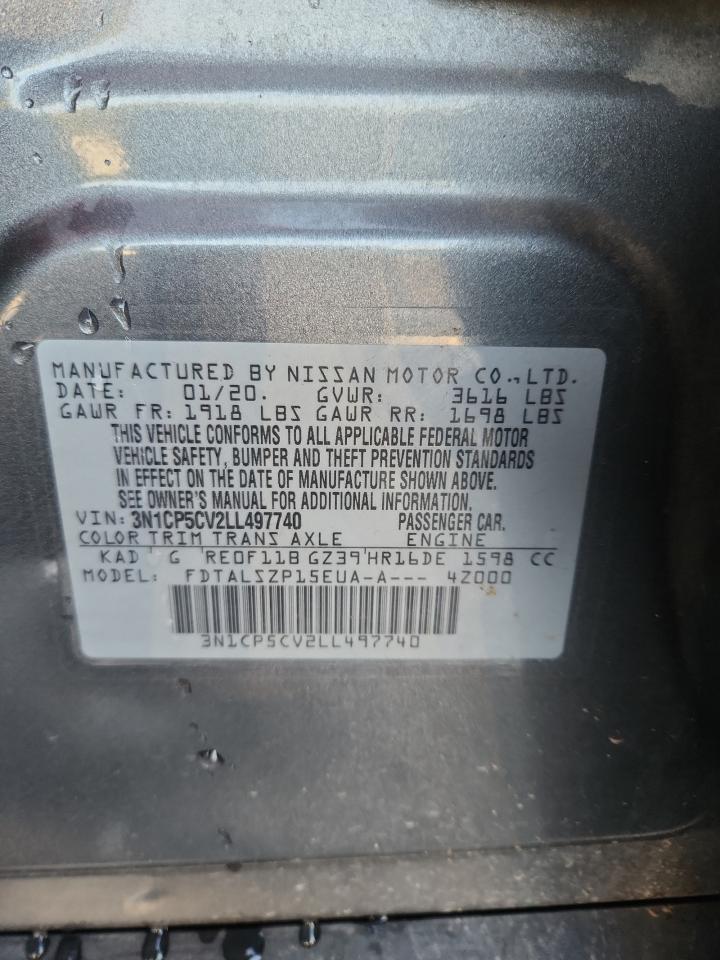 MANUFACTURED BY NISSAN MOTOR CO., LTD.
DATE: 01/20. GVWR: 3616 LBS
GAWR FR: 1918 LBS GAWR RR: 1698 LBS
THIS VEHICLE CONFORMS TO ALL APPLICABLE FEDERAL MOTOR
VEHICLE SAFETY, BUMPER AND THEFT PREVENTION STANDARDS
IN EFFECT ON THE DATE OF MANUFACTURE SHOWN ABOVE.
SEE OWNER'S MANUAL FOR ADDITIONAL INFORMATION.
VIN: 3N1CP5CV2LL497740 PASSENGER CAR.
COLOR TRIM TRANS AXLE ENGINE
KAD G RE0F11B GZ39 HR16DE 1598 CC
MODEL: FDTALSZP15EUA-A--- 4Z000
3N1CP5CV2LL497740